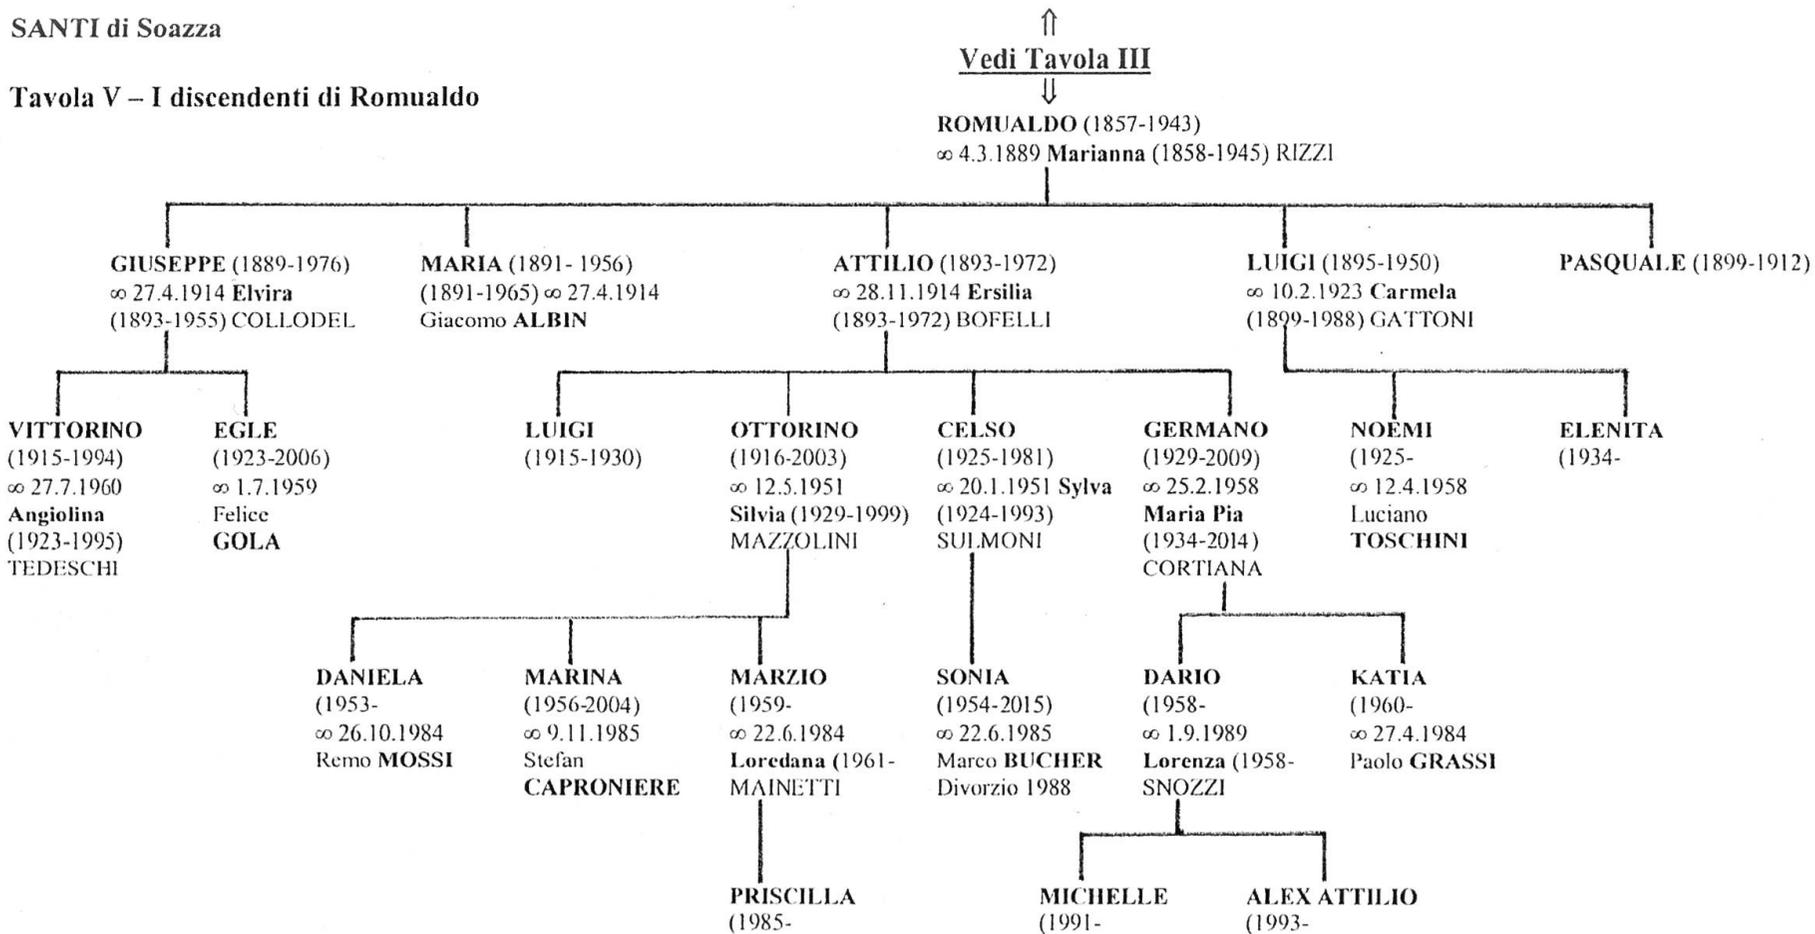 SANTI di Soazza
⇑
Vedi Tavola III
⇓
Tavola V – I discendenti di Romualdo
ROMUALDO (1857-1943)
∞ 4.3.1889 Marianna (1858-1945) RIZZI
GIUSEPPE (1889-1976)
∞ 27.4.1914 Elvira
(1893-1955) COLLODEL
MARIA (1891- 1956)
(1891-1965) ∞ 27.4.1914
Giacomo ALBIN
ATTILIO (1893-1972)
∞ 28.11.1914 Ersilia
(1893-1972) BOFELLI
LUIGI (1895-1950)
∞ 10.2.1923 Carmela
(1899-1988) GATTONI
PASQUALE (1899-1912)
VITTORINO
(1915-1994)
∞ 27.7.1960
Angiolina
(1923-1995)
TEDESCHI
EGLE
(1923-2006)
∞ 1.7.1959
Felice
GOLA
LUIGI
(1915-1930)
OTTORINO
(1916-2003)
∞ 12.5.1951
Silvia (1929-1999)
MAZZOLINI
CELSO
(1925-1981)
∞ 20.1.1951 Sylva
(1924-1993)
SULMONI
GERMANO
(1929-2009)
∞ 25.2.1958
Maria Pia
(1934-2014)
CORTIANA
NOEMI
(1925-
∞ 12.4.1958
Luciano
TOSCHINI
ELENITA
(1934-
DANIELA
(1953-
∞ 26.10.1984
Remo MOSSI
MARINA
(1956-2004)
∞ 9.11.1985
Stefan
CAPRONIERE
MARZIO
(1959-
∞ 22.6.1984
Loredana (1961-
MAINETTI
SONIA
(1954-2015)
∞ 22.6.1985
Marco BUCHER
Divorzio 1988
DARIO
(1958-
∞ 1.9.1989
Lorenza (1958-
SNOZZI
KATIA
(1960-
∞ 27.4.1984
Paolo GRASSI
PRISCILLA
(1985-
MICHELLE
(1991-
ALEX ATTILIO
(1993-